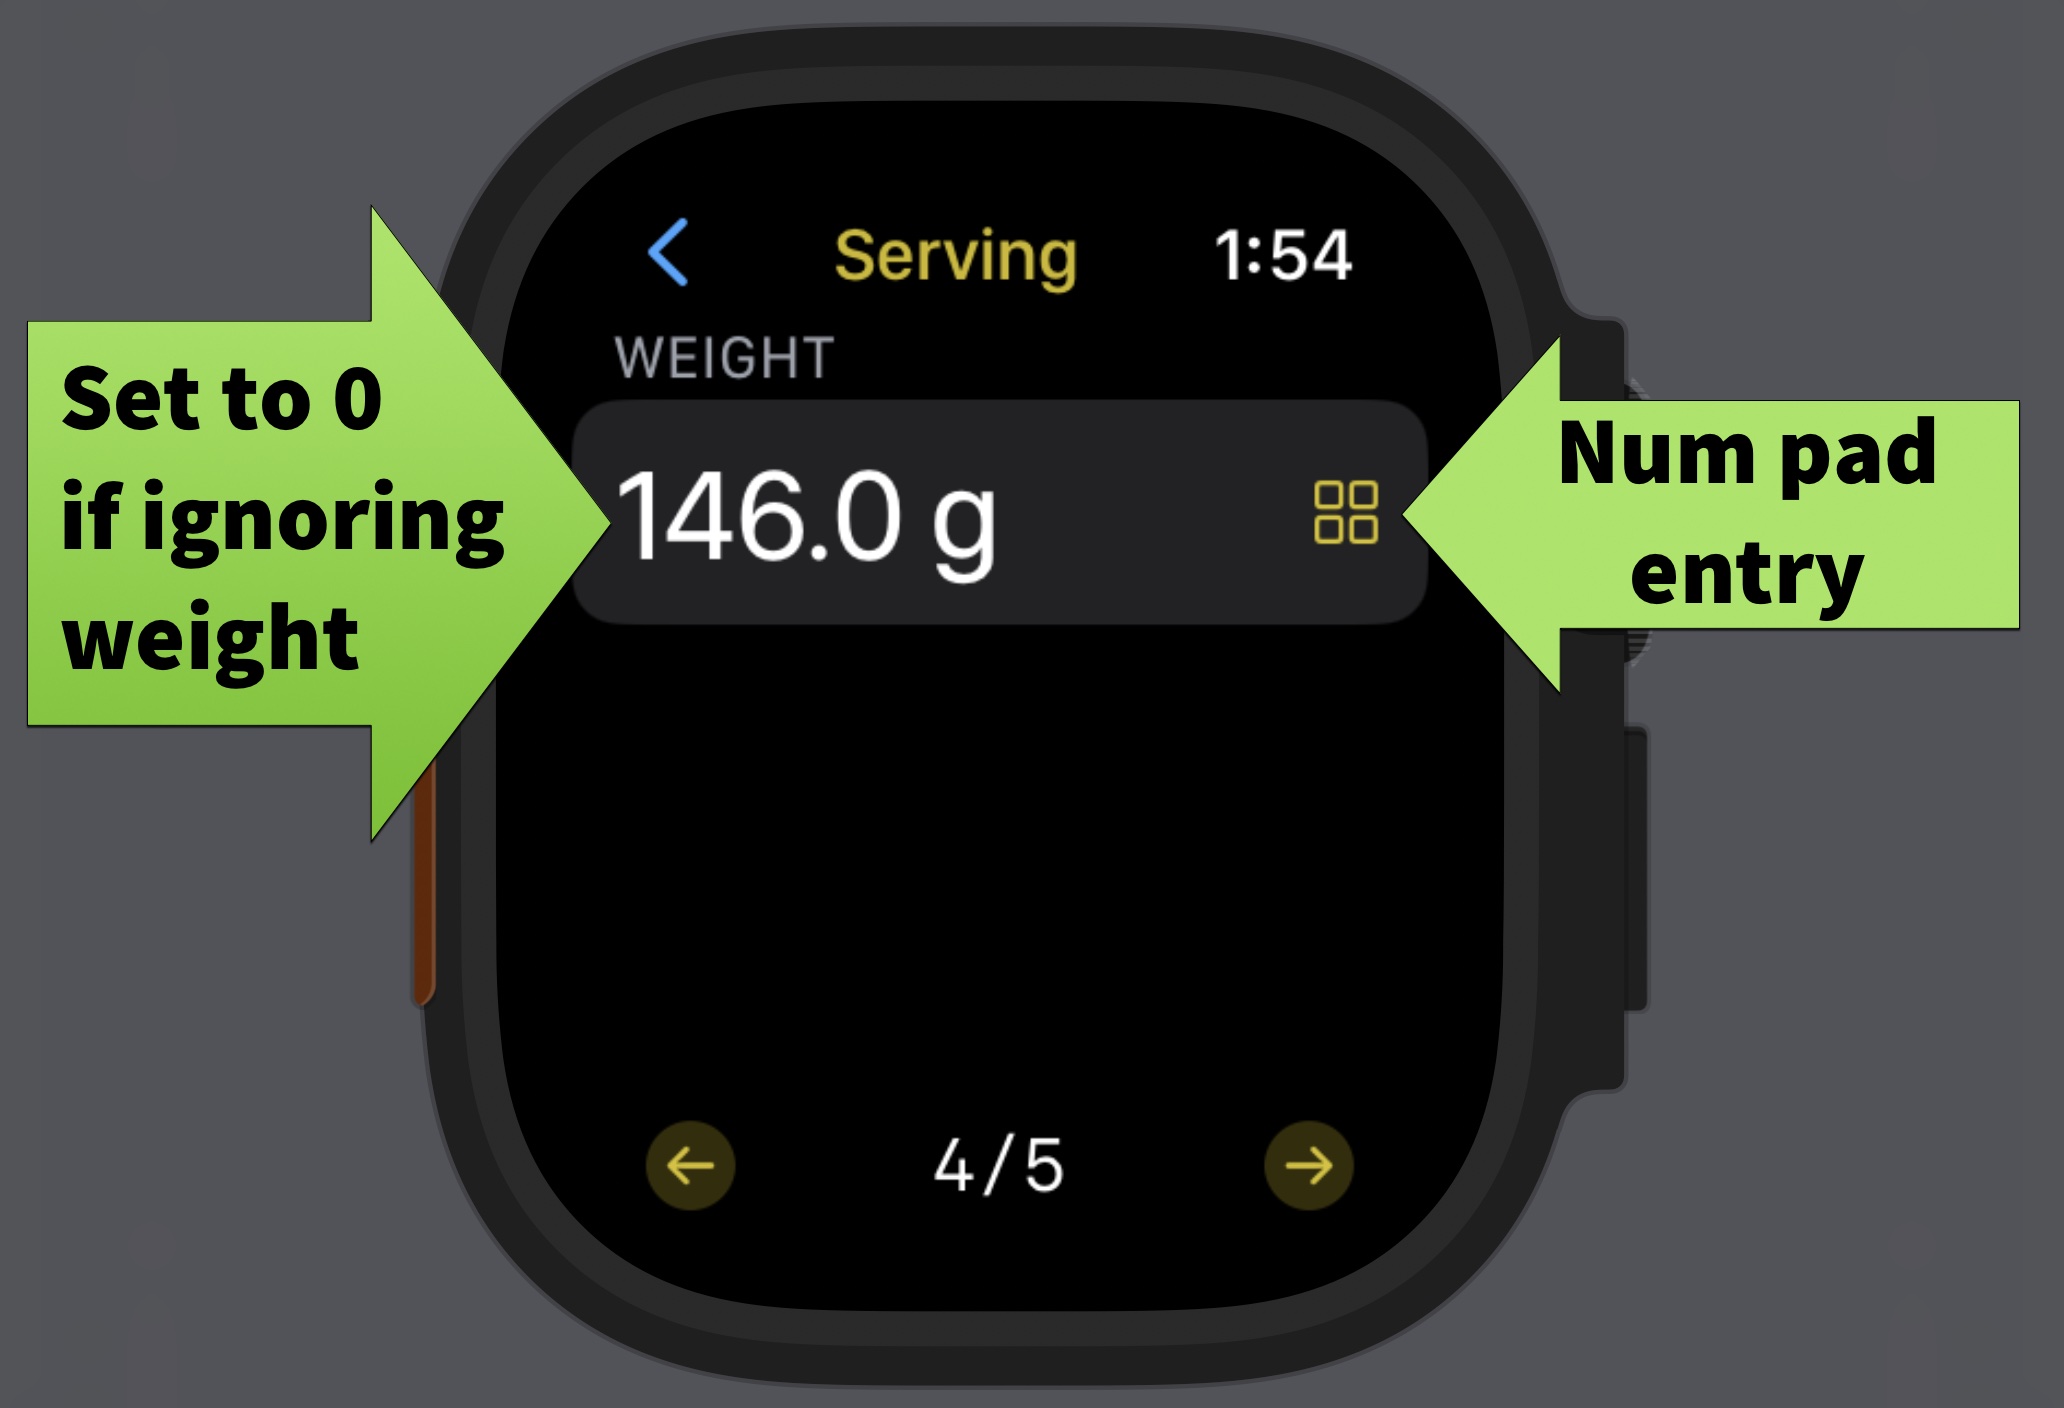 Serving 1:54
WEIGHT
146.0 g
Set to 0
if ignoring
weight
Num pad
entry
4/5